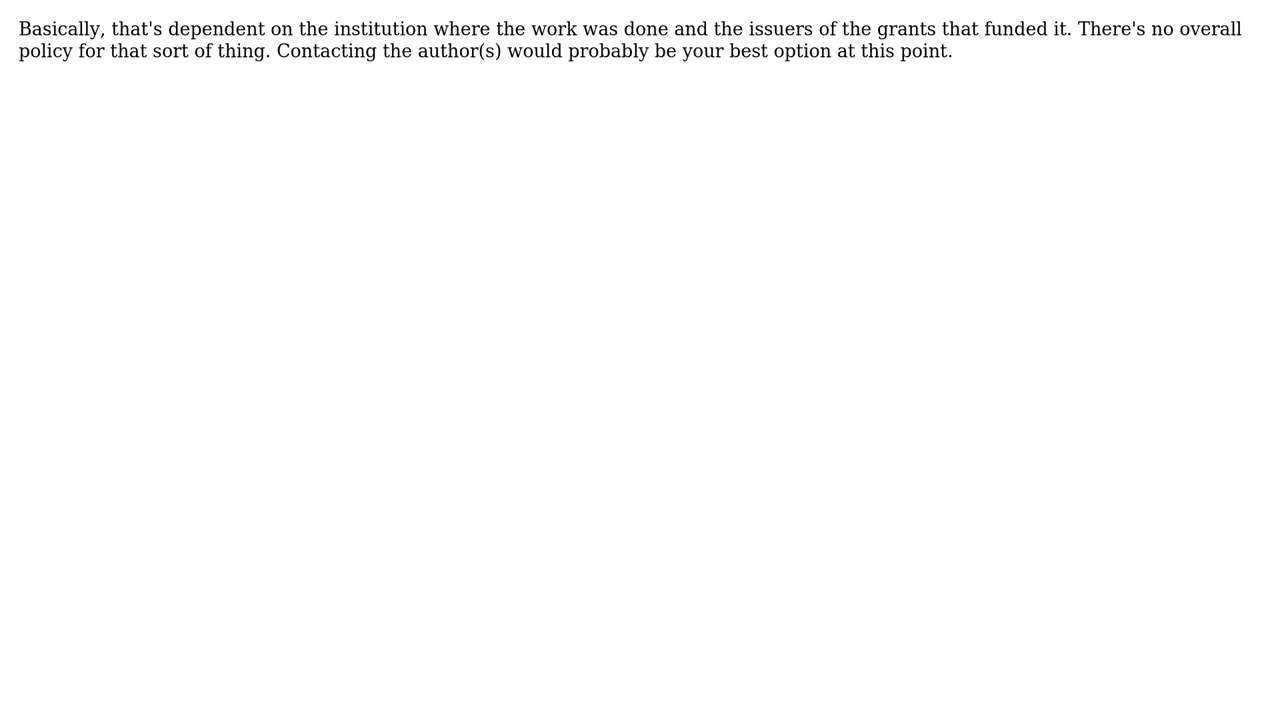 Basically, that's dependent on the institution where the work was done and the issuers of the grants that funded it. There's no overall
policy for that sort of thing. Contacting the author(s) would probably be your best option at this point.